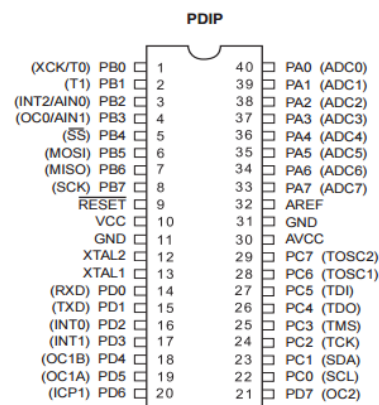 PDIP
(XCK/T0) PB0 1 40 PA0 (ADC0)
(T1) PB1 2 39 PA1 (ADC1)
(INT2/AIN0) PB2 3 38 PA2 (ADC2)
(OC0/AIN1) PB3 4 37 PA3 (ADC3)
(SS) PB4 5 36 PA4 (ADC4)
(MOSI) PB5 6 35 PA5 (ADC5)
(MISO) PB6 7 34 PA6 (ADC6)
(SCK) PB7 8 33 PA7 (ADC7)
RESET 9 32 AREF
VCC 10 31 GND
GND 11 30 AVCC
XTAL2 12 29 PC7 (TOSC2)
XTAL1 13 28 PC6 (TOSC1)
(RXD) PD0 14 27 PC5 (TDI)
(TXD) PD1 15 26 PC4 (TDO)
(INT0) PD2 16 25 PC3 (TMS)
(INT1) PD3 17 24 PC2 (TCK)
(OC1B) PD4 18 23 PC1 (SDA)
(OC1A) PD5 19 22 PC0 (SCL)
(ICP1) PD6 20 21 PD7 (OC2)